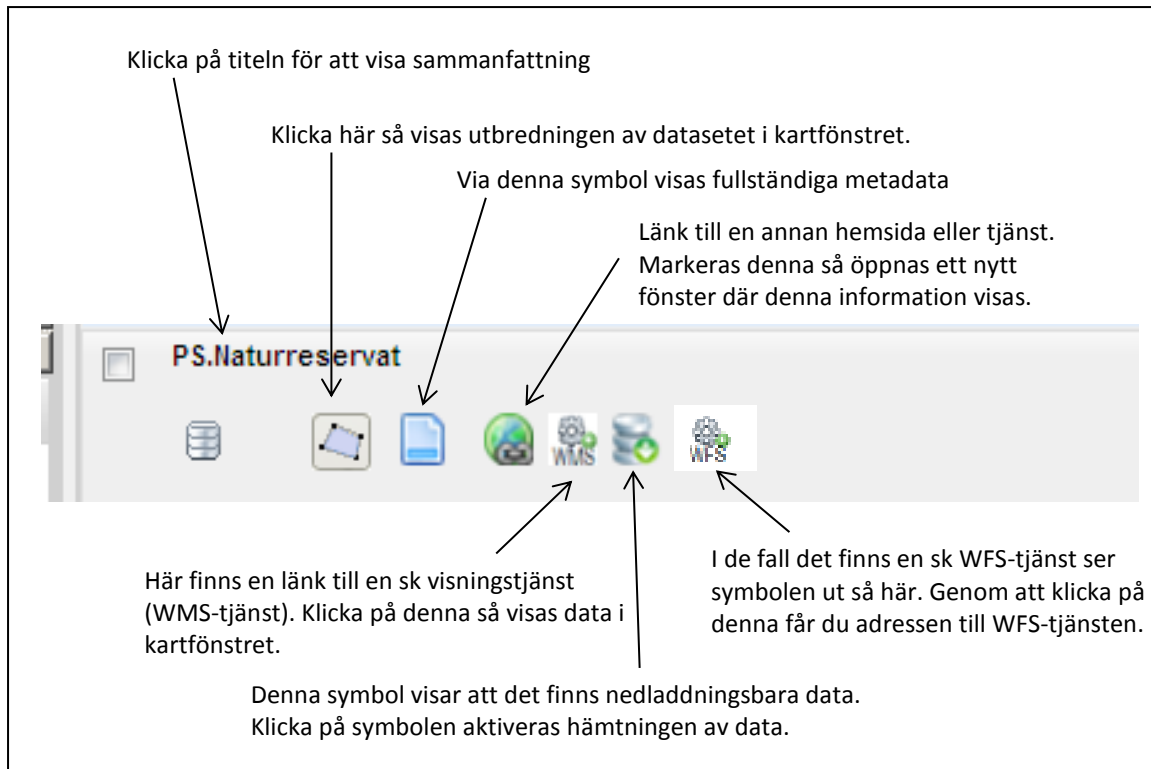 Klicka på titeln för att visa sammanfattning
Klicka här så visas utbredningen av datasetet i kartfönstret.
Via denna symbol visas fullständiga metadata
Länk till en annan hemsida eller tjänst.
Markeras denna så öppnas ett nytt
fönster där denna information visas.
PS.Naturreservat
WMS
WFS
Här finns en länk till en sk visningstjänst
(WMS-tjänst). Klicka på denna så visas data i
kartfönstret.
I de fall det finns en sk WFS-tjänst ser
symbolen ut så här. Genom att klicka på
denna får du adressen till WFS-tjänsten.
Denna symbol visar att det finns nedladdningsbara data.
Klicka på symbolen aktiveras hämtningen av data.